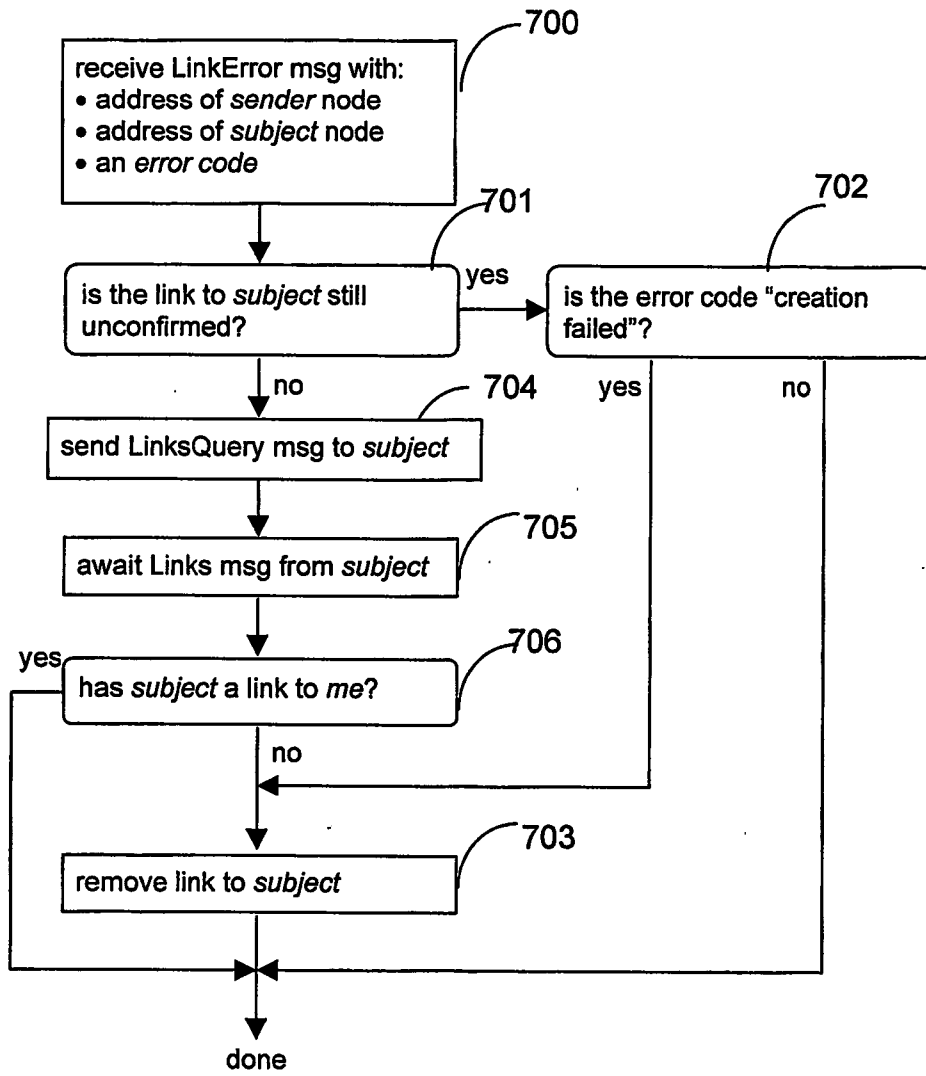 700
receive LinkError msg with:
• address of sender node
• address of subject node
• an error code
701
702
is the link to subject still
unconfirmed?
yes
is the error code “creation
failed”?
no
704
yes
no
send LinksQuery msg to subject
705
await Links msg from subject
706
yes
has subject a link to me?
no
703
remove link to subject
done